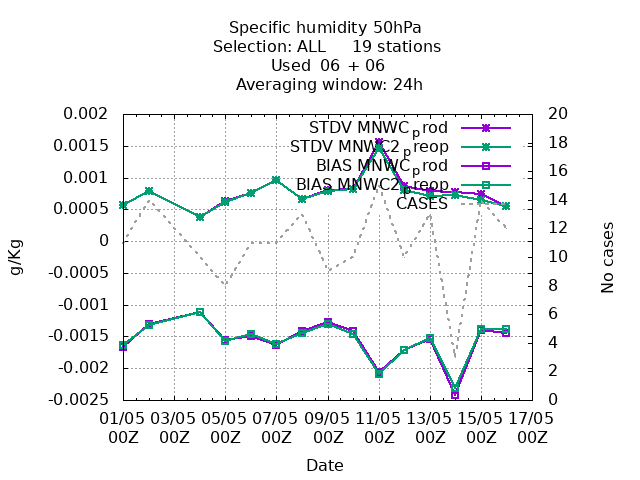 Specific humidity 50hPa
Selection: ALL 19 stations
Used 06 + 06
Averaging window: 24h
g/Kg
0.002
0.0015
0.001
0.0005
0
-0.0005
-0.001
-0.0015
-0.002
-0.0025
STDV MNWC_prod
STDV MNWC2_preop
BIAS MNWC_prod
BIAS MNWC2_preop
CASES
20
18
16
14
12
10
8
6
4
2
0
No cases
01/05 03/05 05/05 07/05 09/05 11/05 13/05 15/05 17/05
00Z 00Z 00Z 00Z 00Z 00Z 00Z 00Z 00Z
Date